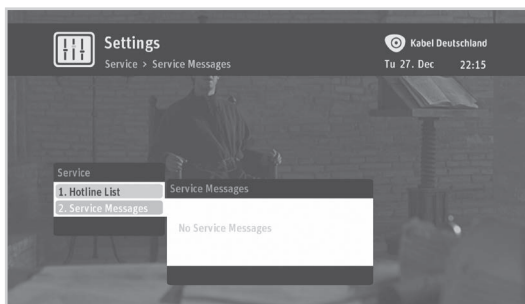 Settings
Service > Service Messages
Kabel Deutschland
Tu 27. Dec 22:15
Service
1. Hotline List
2. Service Messages
Service Messages
No Service Messages